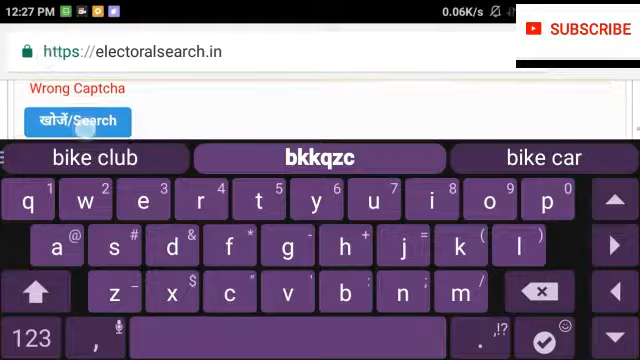 12:27 PM 0.06K/s
SUBSCRIBE
https://electoralsearch.in
Wrong Captcha
खोजें/Search
bike club bkkqzc bike car
q 1 w 2 e 3 r 4 t 5 y 6 u 7 i 8 o 9 p 0
a @ s # d & f * g - h + j = k ( l )
z _ x $ c " v ' b : n ; m /
123 , . ,!?